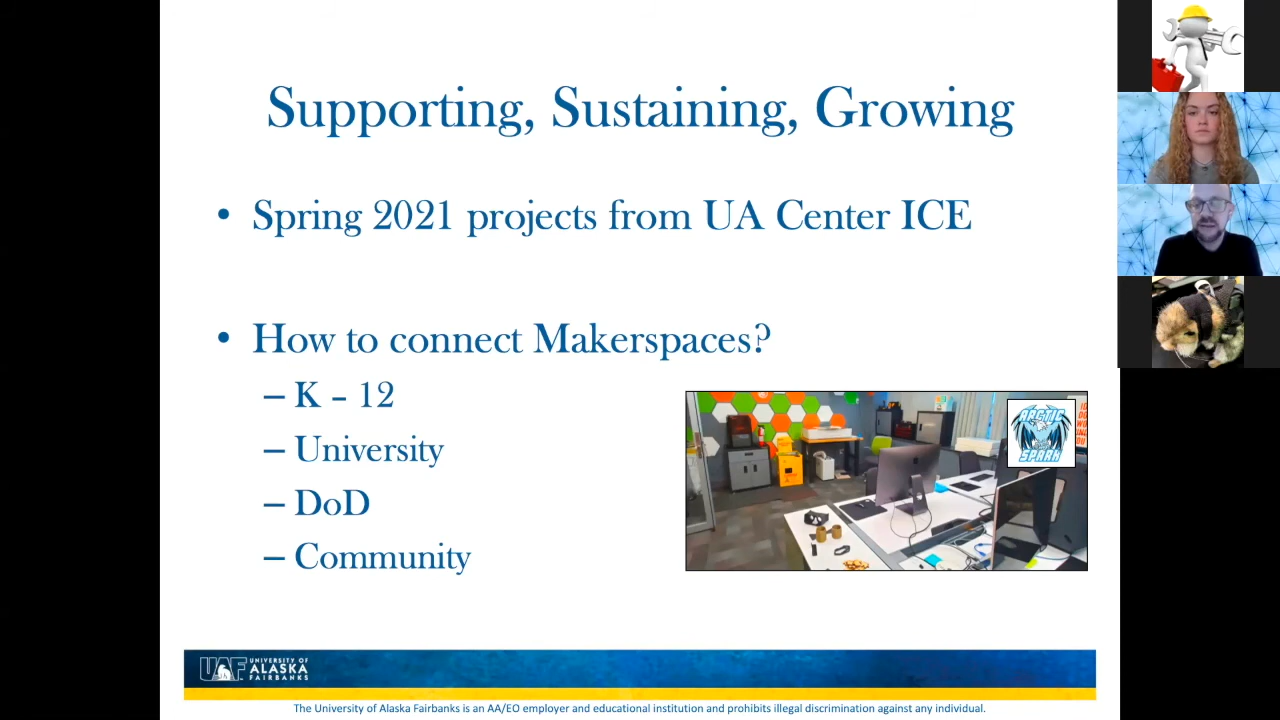 Supporting, Sustaining, Growing
• Spring 2021 projects from UA Center ICE
• How to connect Makerspaces?
– K – 12
– University
– DoD
– Community
ARCTIC
SPARK
UAF UNIVERSITY OF
ALASKA
FAIRBANKS
The University of Alaska Fairbanks is an AA/EO employer and educational institution and prohibits illegal discrimination against any individual.